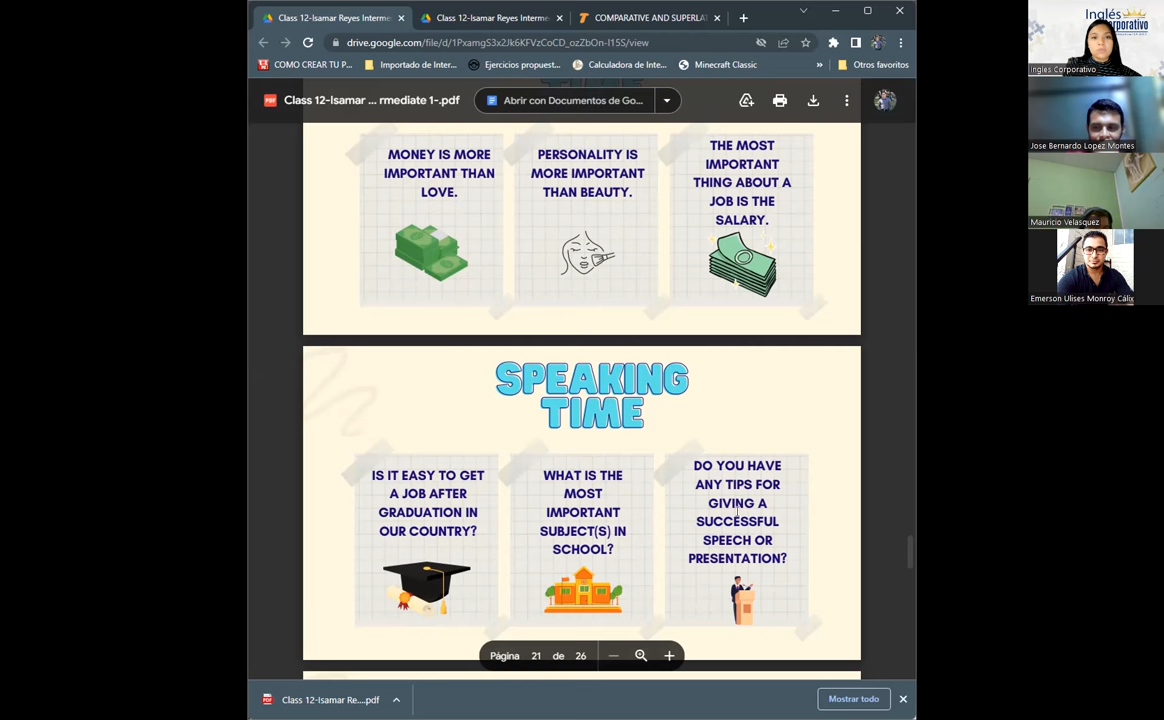 Class 12-Isamar Reyes Interme
Class 12-Isamar Reyes Interme
COMPARATIVE AND SUPERLA
drive.google.com/file/d/1PxamgS3x2Jk6KFVzCoCD_ozZbOn-I15S/view
COMO CREAR TU P...
Importado de Inter...
Ejercicios propuest...
Calculadora de Inte...
Minecraft Classic
»
Otros favoritos
PDF
Class 12-Isamar ... rmediate 1-.pdf
Abrir con Documentos de Go...
MONEY IS MORE
IMPORTANT THAN
LOVE.
PERSONALITY IS
MORE IMPORTANT
THAN BEAUTY.
THE MOST
IMPORTANT
THING ABOUT A
JOB IS THE
SALARY.
SPEAKING
TIME
IS IT EASY TO GET
A JOB AFTER
GRADUATION IN
OUR COUNTRY?
WHAT IS THE
MOST
IMPORTANT
SUBJECT(S) IN
SCHOOL?
DO YOU HAVE
ANY TIPS FOR
GIVING A
SUCCESSFUL
SPEECH OR
PRESENTATION?
Página 21 de 26
Class 12-Isamar Re....pdf
Mostrar todo
Inglés
Corporativo
Ingles Corporativo
Jose Bernardo Lopez Montes
Mauricio Velasquez
Emerson Ulises Monroy Cálix